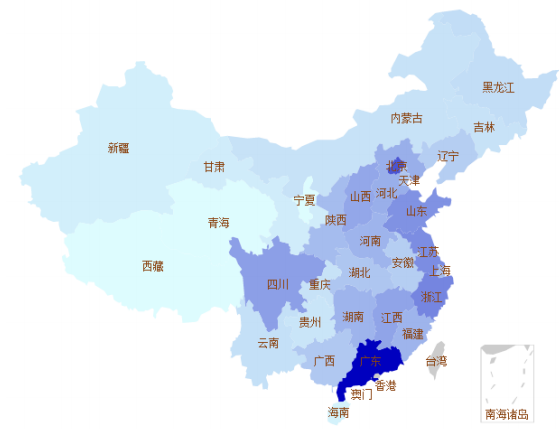 黑龙江
内蒙古
吉林
新疆
辽宁
甘肃
北京
天津
河北
山西
宁夏
山东
陕西
青海
河南
江苏
安徽
西藏
上海
湖北
四川
重庆
浙江
湖南
江西
贵州
福建
云南
广西
广东
台湾
香港
澳门
海南
南海诸岛